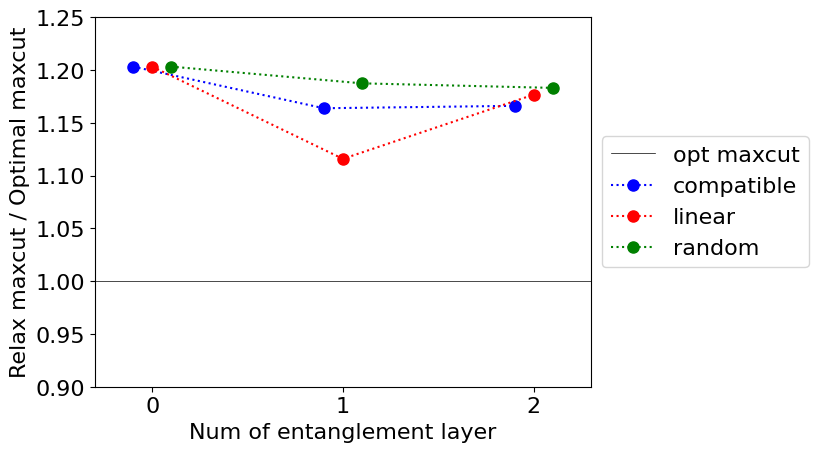 Relax maxcut / Optimal maxcut
1.25
1.20
1.15
1.10
1.05
1.00
0.95
0.90
0
1
2
Num of entanglement layer
opt maxcut
compatible
linear
random